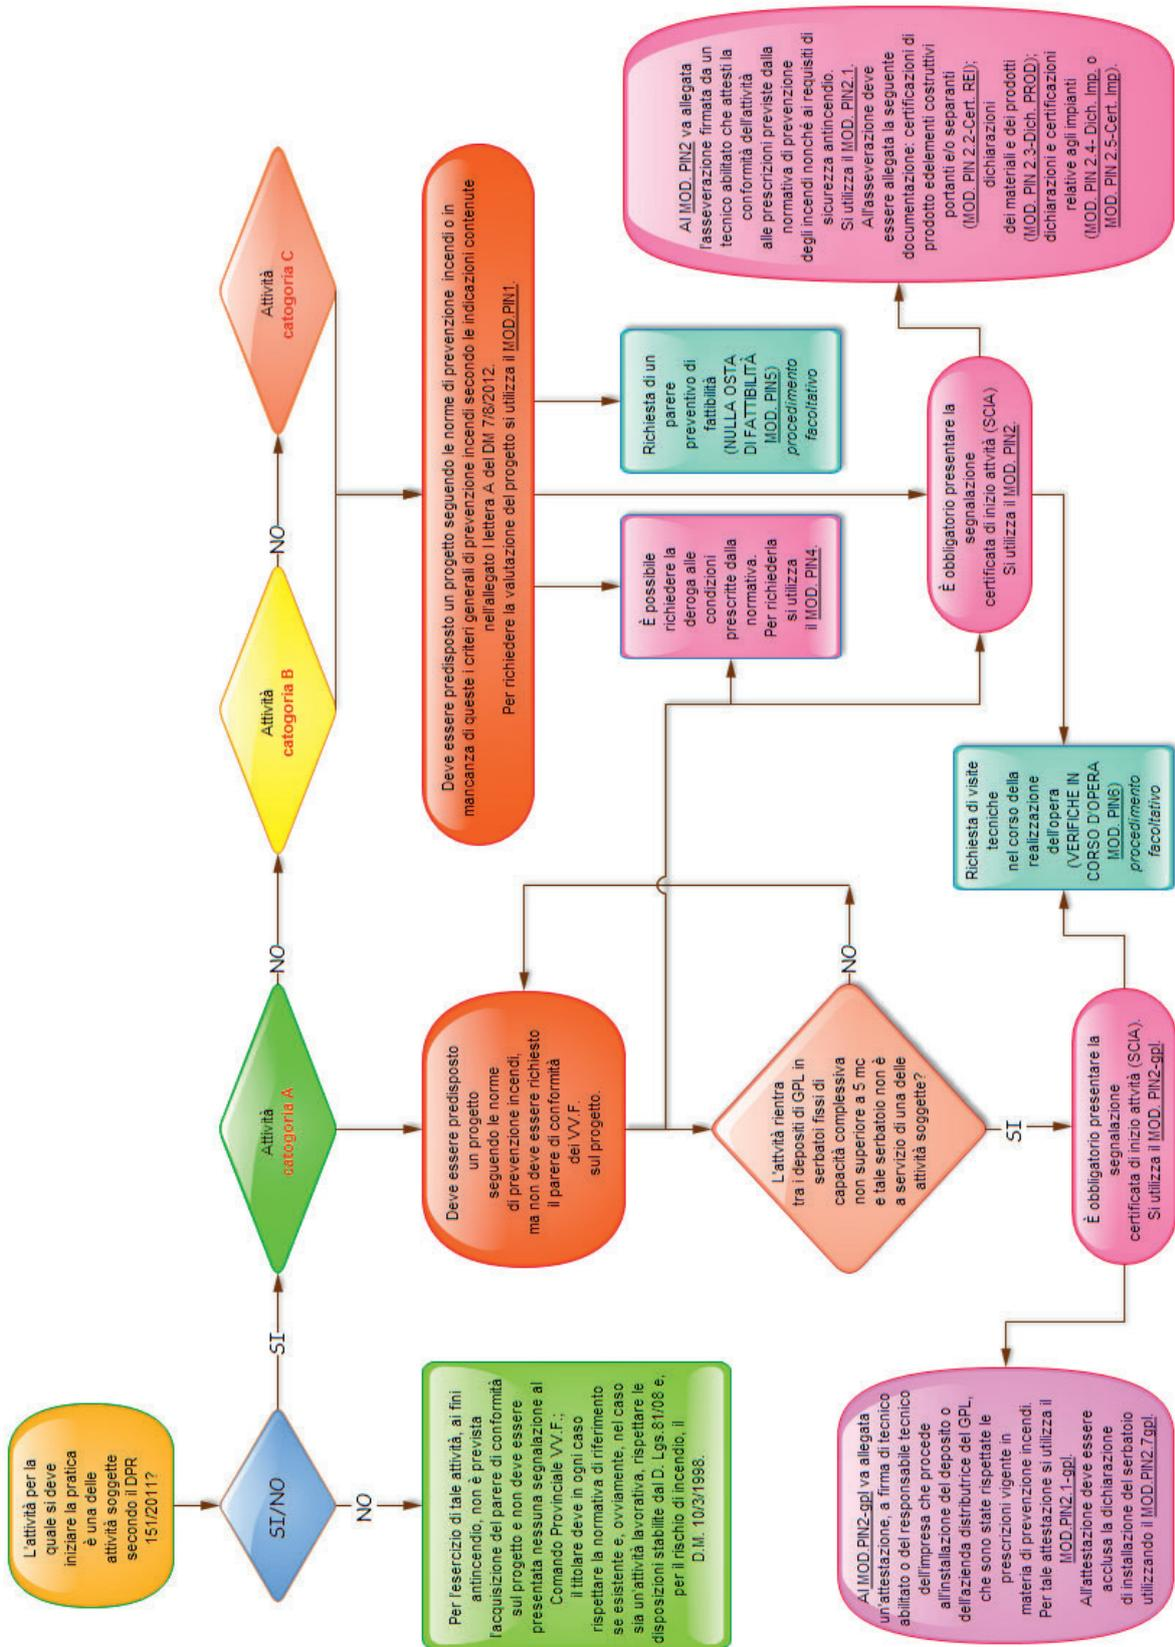 L'attività per la
quale si deve
iniziare la pratica
è una delle
attività soggette
secondo il DPR
151/2011?
SI/NO
SI
NO
Per l'esercizio di tale attività, ai fini
antincendio, non è prevista
l'acquisizione del parere di conformità
sul progetto e non deve essere
presentata nessuna segnalazione al
Comando Provinciale VV.F.;
il titolare deve in ogni caso
rispettare la normativa di riferimento
se esistente e, ovviamente, nel caso
sia un'attività lavorativa, rispettare le
disposizioni stabilite dal D. Lgs.81/08 e,
per il rischio di incendio, il
D.M. 10/3/1998.
Attività
catogoria A
NO
Attività
catogoria B
NO
Attività
catogoria C
Deve essere predisposto
un progetto
seguendo le norme
di prevenzione incendi,
ma non deve essere richiesto
il parere di conformità
dei VV.F.
sul progetto.
Deve essere predisposto un progetto seguendo le norme di prevenzione incendi o in
mancanza di queste i criteri generali di prevenzione incendi secondo le indicazioni contenute
nell'allegato I lettera A del DM 7/8/2012.
Per richiedere la valutazione del progetto si utilizza il MOD.PIN1.
È possibile
richiedere la
deroga alle
condizioni
prescritte dalla
normativa.
Per richiederla
si utilizza
il MOD. PIN4.
Richiesta di un
parere
preventivo di
fattibilità
(NULLA OSTA
DI FATTIBILITÀ
MOD. PIN5)
procedimento
facoltativo
L'attvità rientra
tra i depositi di GPL in
serbatoi fissi di
capacità complessiva
non superiore a 5 mc
e tale serbatoio non è
a servizio di una delle
attività soggette?
NO
SI
È obbligatorio presentare la
segnalazione
certificata di inizio attvità (SCIA).
Si utilizza il MOD. PIN2-gpl.
Richiesta di visite
tecniche
nel corso della
realizzazione
dell'opera
(VERIFICHE IN
CORSO D'OPERA
MOD. PIN6)
procedimento
facoltativo
È obbligatorio presentare la
segnalazione
certificata di inizio attvità (SCIA)
Si utilizza il MOD. PIN2.
Al MOD.PIN2-gpl va allegata
un'attestazione, a firma di tecnico
abilitato o del responsabile tecnico
dell'impresa che procede
all'installazione del deposito o
dell'azienda distributrice del GPL,
che sono state rispettate le
prescrizioni vigente in
materia di prevenzione incendi.
Per tale attestazione si utilizza il
MOD.PIN2.1-gpl.
All'attestazione deve essere
acclusa la dichiarazione
di installazione del serbatoio
utilizzando il MOD.PIN2.7gpl.
Al MOD. PIN2 va allegata
l'asseverazione firmata da un
tecnico abilitato che attesti la
conformità dell'attività
alle prescrizioni previste dalla
normativa di prevenzione
degli incendi nonché ai requisiti di
sicurezza antincendio.
Si utilizza il MOD. PIN2.1.
All'asseverazione deve
essere allegata la seguente
documentazione: certificazioni di
prodotto edelementi costruttivi
portanti e/o separanti
(MOD. PIN 2.2-Cert. REI);
dichiarazioni
dei materiali e dei prodotti
(MOD. PIN 2.3-Dich. PROD);
dichiarazioni e certificazioni
relative agli impianti
(MOD. PIN 2.4- Dich. Imp. o
MOD. PIN 2.5-Cert. Imp).